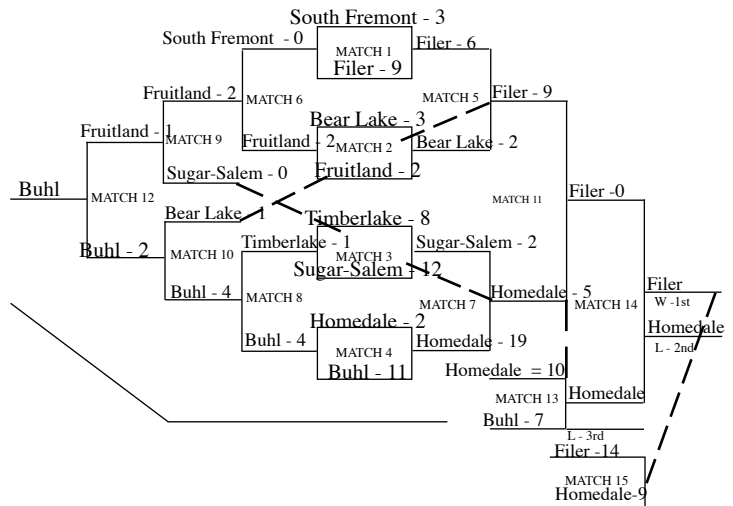 South Fremont - 3
South Fremont - 0
MATCH 1
Filer - 6
Filer - 9
Fruitland - 2
MATCH 6
MATCH 5
Filer - 9
Bear Lake - 3
Fruitland - 1
MATCH 9
Fruitland - 2
MATCH 2
Bear Lake - 2
Sugar-Salem - 0
Fruitland - 2
Buhl
MATCH 12
MATCH 11
Filer -0
Bear Lake - 1
Timberlake - 8
Buhl - 2
MATCH 10
Timberlake - 1
MATCH 3
Sugar-Salem - 2
Sugar-Salem - 12
Buhl - 4
MATCH 8
MATCH 7
Homedale - 5
MATCH 14
Filer
W -1st
Homedale - 2
Homedale
Buhl - 4
MATCH 4
Homedale - 19
L - 2nd
Buhl - 11
Homedale = 10
MATCH 13
Homedale
Buhl - 7
L - 3rd
Filer -14
MATCH 15
Homedale-9